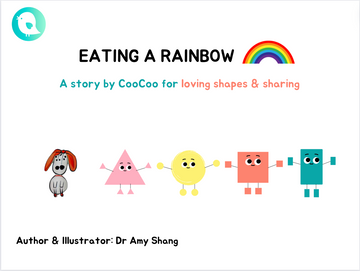 EATING A RAINBOW
A story by CooCoo for loving shapes & sharing
Author & Illustrator: Dr Amy Shang